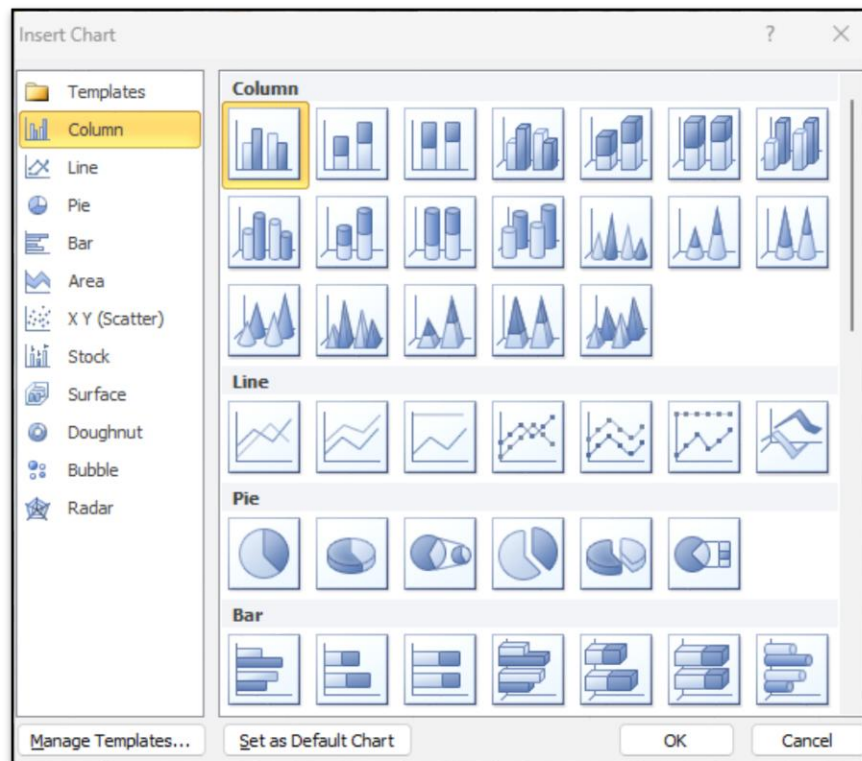 Insert Chart
?
Templates
Column
Line
Pie
Bar
Area
X Y (Scatter)
Stock
Surface
Doughnut
Bubble
Radar
Column
Line
Pie
Bar
Manage Templates...
Set as Default Chart
OK
Cancel